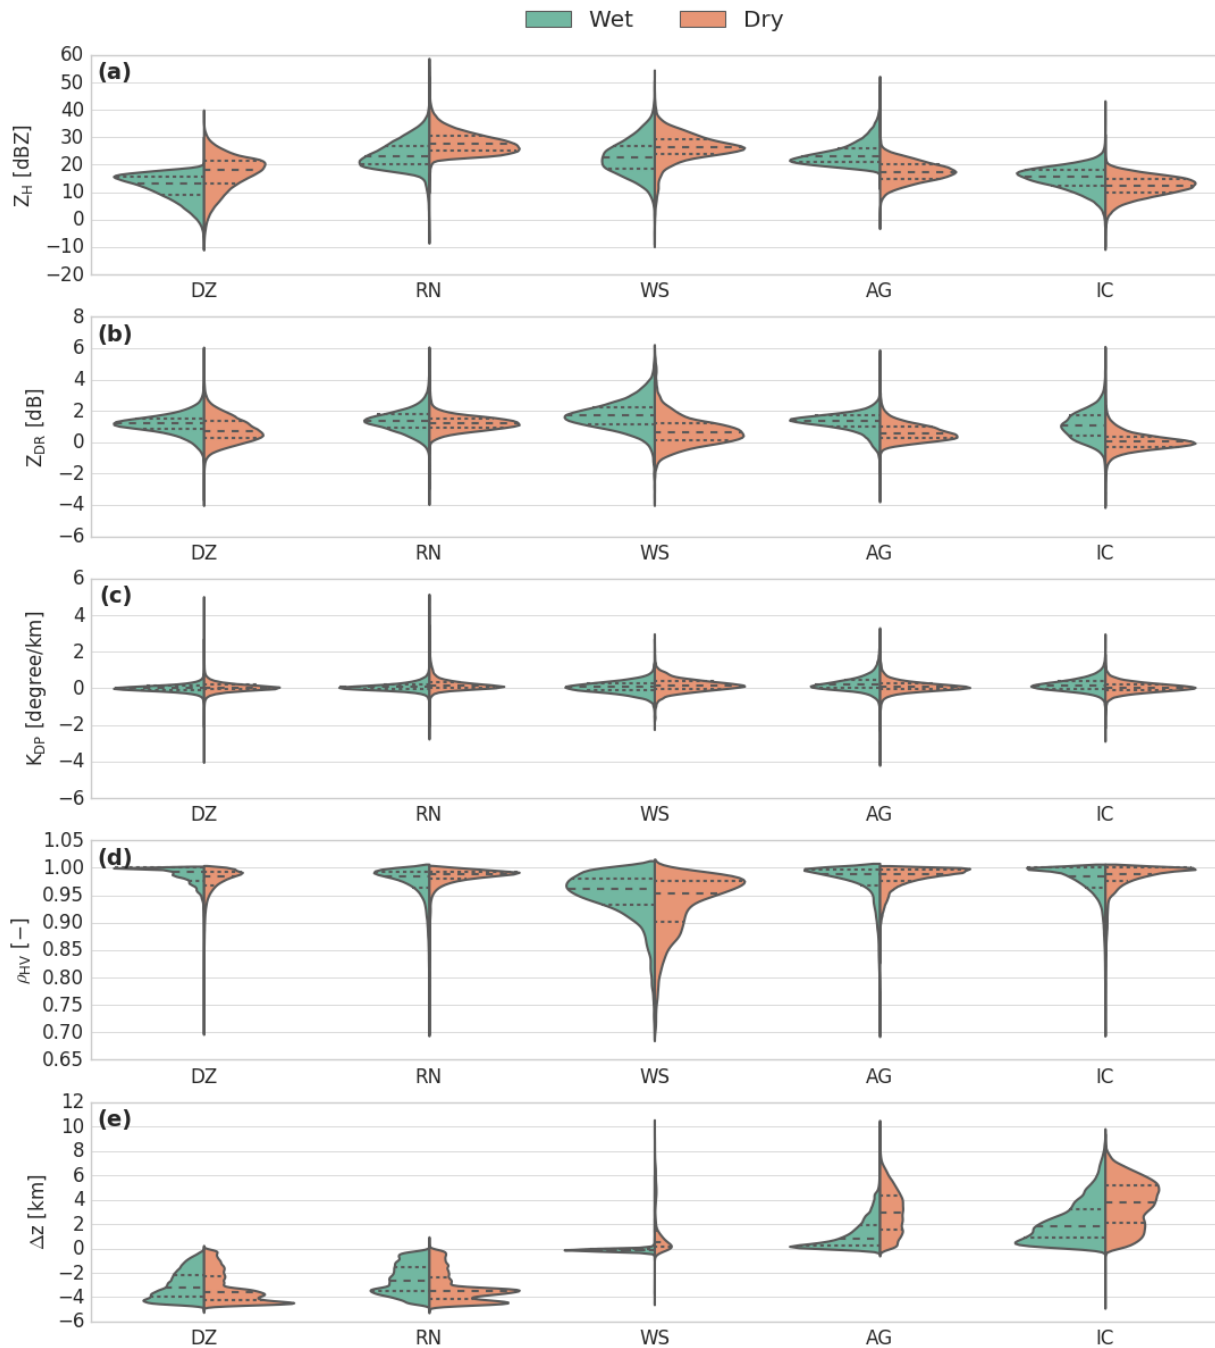 Wet Dry
(a)
Z_H [dBZ]
60
50
40
30
20
10
0
−10
−20
DZ RN WS AG IC
(b)
Z_DR [dB]
8
6
4
2
0
−2
−4
−6
DZ RN WS AG IC
(c)
K_DP [degree/km]
6
4
2
0
−2
−4
−6
DZ RN WS AG IC
(d)
ρ_HV [−]
1.05
1.00
0.95
0.90
0.85
0.80
0.75
0.70
0.65
DZ RN WS AG IC
(e)
Δz [km]
12
10
8
6
4
2
0
−2
−4
−6
DZ RN WS AG IC